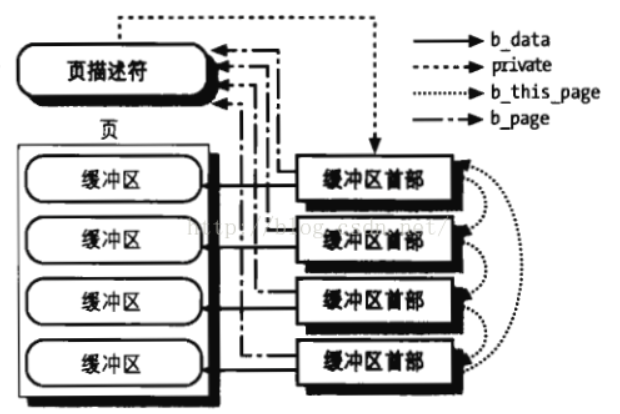 b_data
页描述符
private
b_this_page
b_page
页
缓冲区
缓冲区首部
http://blog.csdn.net/
缓冲区
缓冲区首部
缓冲区
缓冲区首部
缓冲区
缓冲区首部